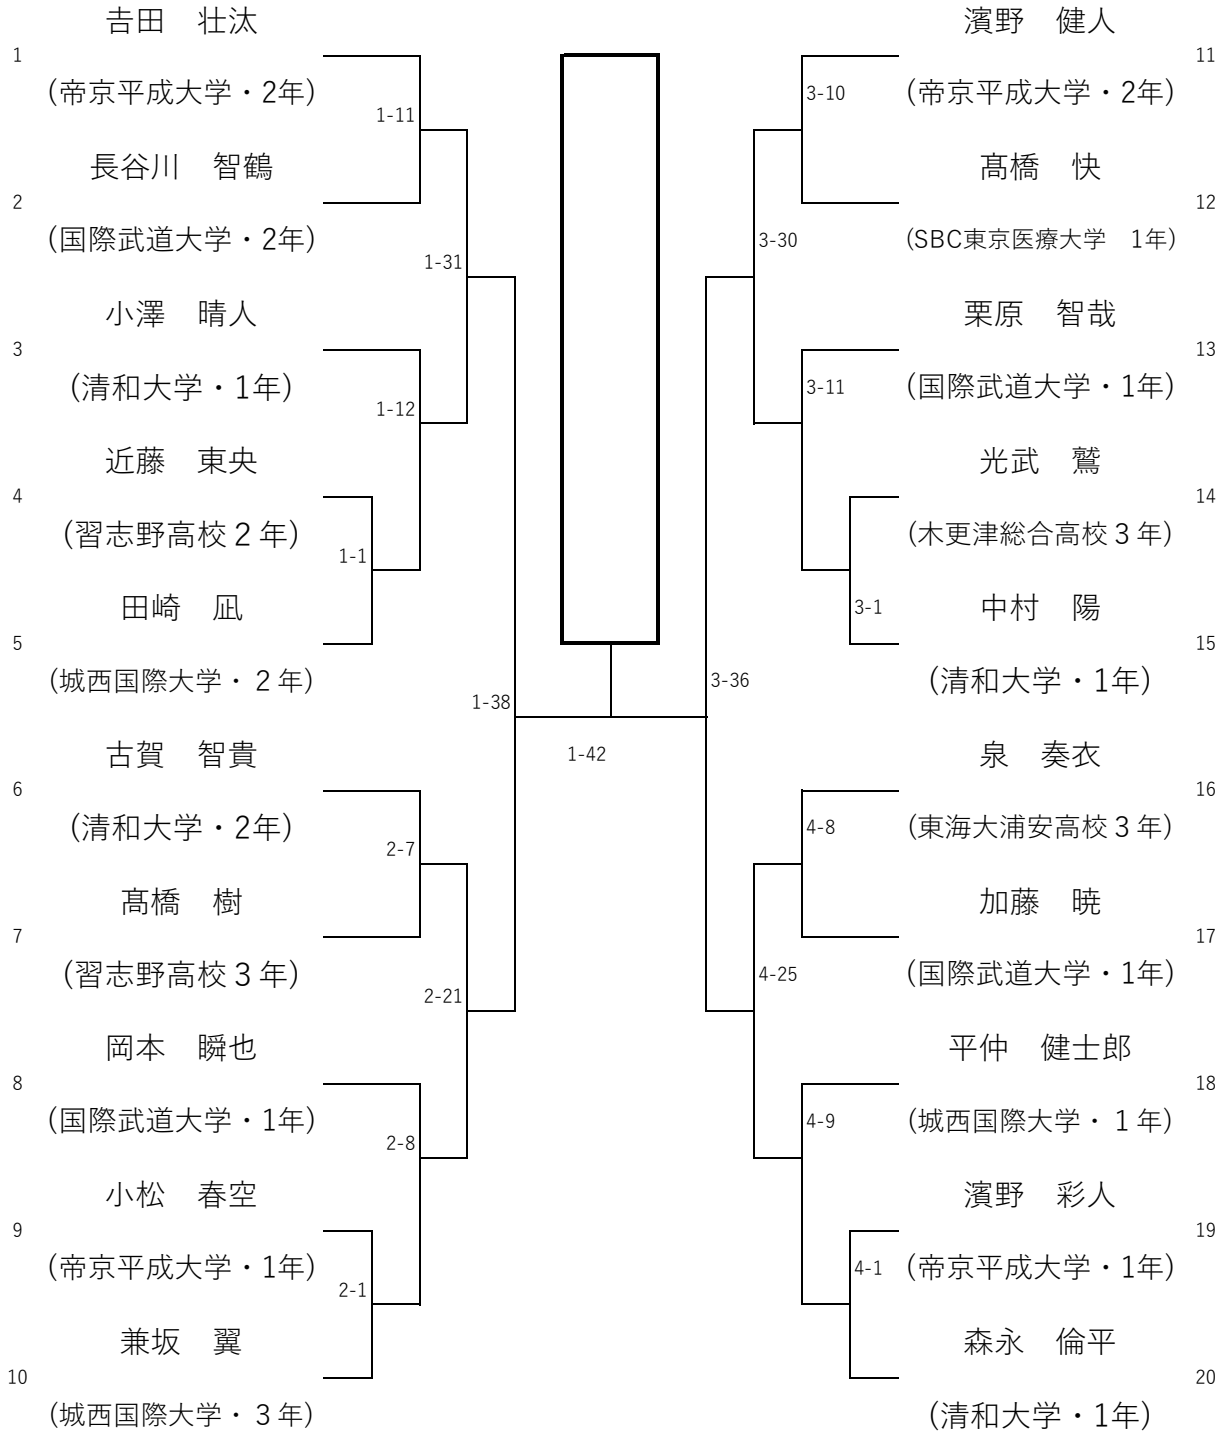 𠮷田　壮汰
1
(帝京平成大学・2年)
1-11
長谷川　智鶴
2
(国際武道大学・2年)
1-31
小澤　晴人
3
(清和大学・1年)
1-12
近藤　東央
4
(習志野高校２年)
1-1
田崎　凪
5
(城西国際大学・２年)
1-38
古賀　智貴
6
(清和大学・2年)
2-7
髙橋　樹
7
(習志野高校３年)
2-21
岡本　瞬也
8
(国際武道大学・1年)
2-8
小松　春空
9
(帝京平成大学・1年)
2-1
兼坂　翼
10
(城西国際大学・３年)
1-42
濱野　健人
11
3-10
(帝京平成大学・2年)
髙橋　快
12
3-30
(SBC東京医療大学　1年)
栗原　智哉
13
3-11
(国際武道大学・1年)
光武　鷲
14
(木更津総合高校３年)
3-1
中村　陽
15
3-36
(清和大学・1年)
泉　奏衣
16
4-8
(東海大浦安高校３年)
加藤　暁
17
4-25
(国際武道大学・1年)
平仲　健士郎
18
4-9
(城西国際大学・１年)
濱野　彩人
19
4-1
(帝京平成大学・1年)
森永　倫平
20
(清和大学・1年)